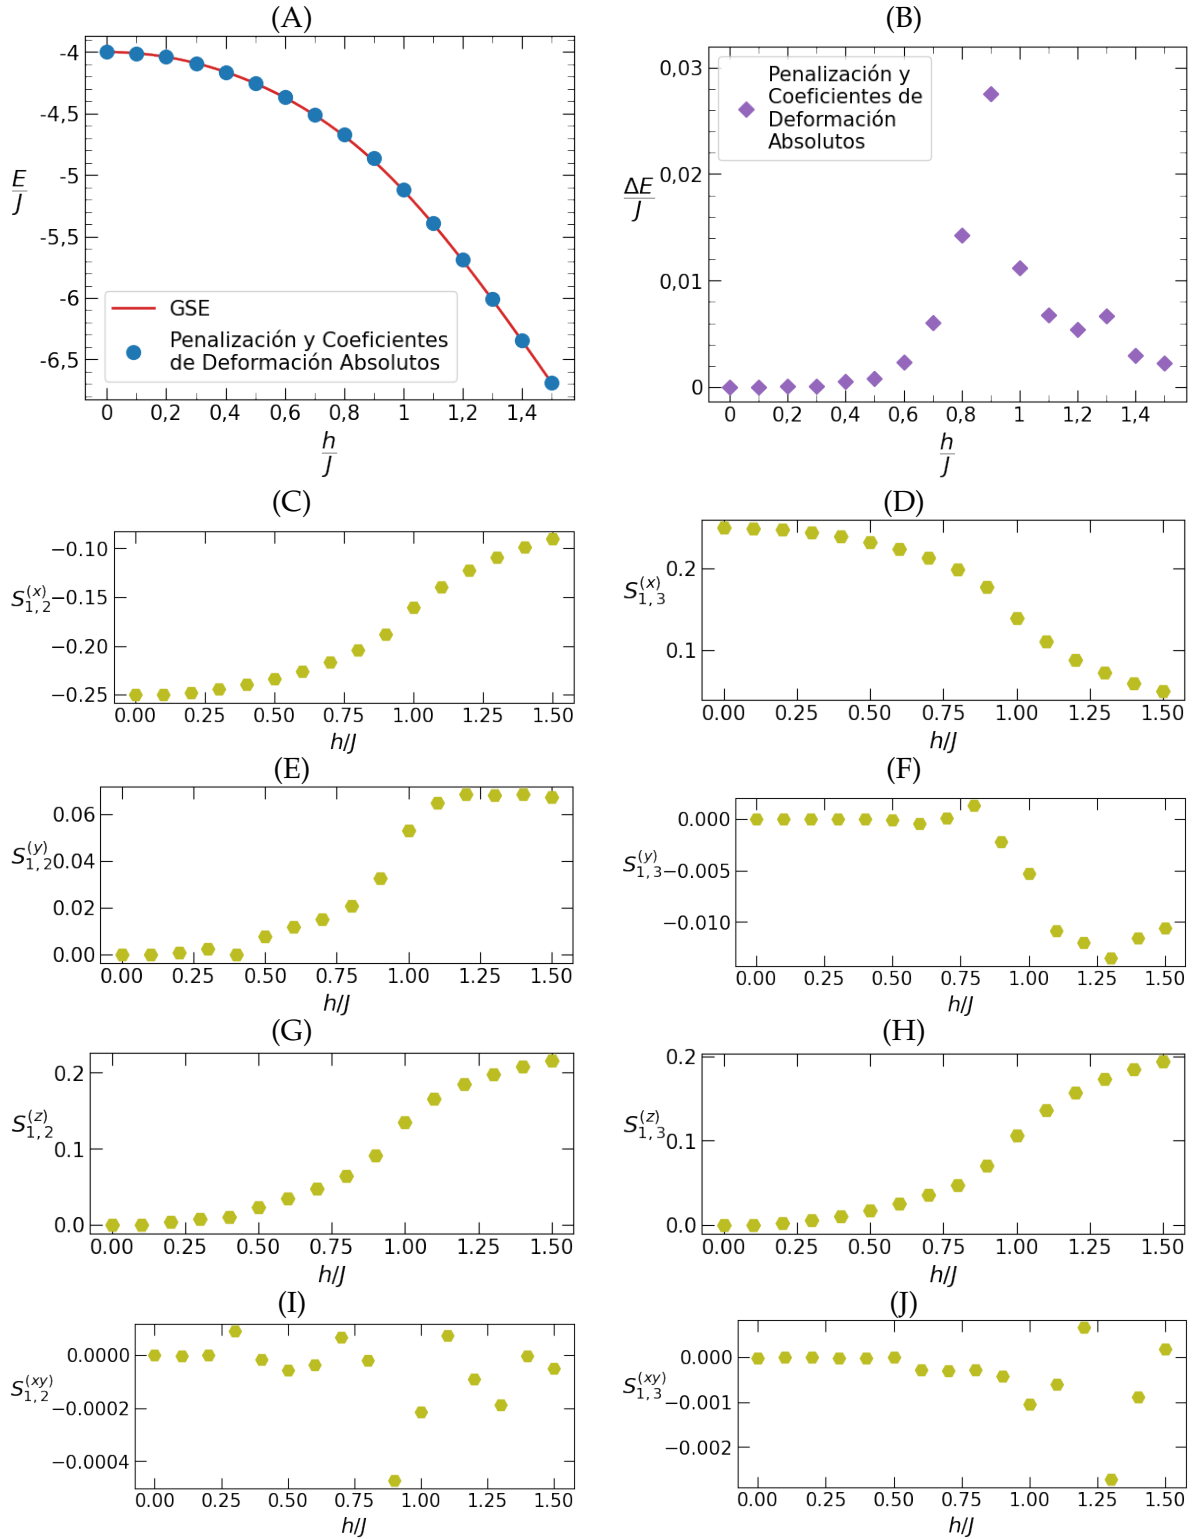 (A)
-4
-4,5
-5
-5,5
-6
-6,5
E/J
GSE
Penalización y Coeficientes
de Deformación Absolutos
0 0,2 0,4 0,6 0,8 1 1,2 1,4
h/J
(B)
0,03
0,02
0,01
0
ΔE/J
Penalización y
Coeficientes de
Deformación
Absolutos
0 0,2 0,4 0,6 0,8 1 1,2 1,4
h/J
(C)
−0.10
−0.15
−0.20
−0.25
S_{1,2}^{(x)}
0.00 0.25 0.50 0.75 1.00 1.25 1.50
h/J
(D)
0.2
0.1
S_{1,3}^{(x)}
0.00 0.25 0.50 0.75 1.00 1.25 1.50
h/J
(E)
0.06
0.04
0.02
0.00
S_{1,2}^{(y)}
0.00 0.25 0.50 0.75 1.00 1.25 1.50
h/J
(F)
0.000
−0.005
−0.010
S_{1,3}^{(y)}
0.00 0.25 0.50 0.75 1.00 1.25 1.50
h/J
(G)
0.2
0.1
0.0
S_{1,2}^{(z)}
0.00 0.25 0.50 0.75 1.00 1.25 1.50
h/J
(H)
0.2
0.1
0.0
S_{1,3}^{(z)}
0.00 0.25 0.50 0.75 1.00 1.25 1.50
h/J
(I)
0.0000
−0.0002
−0.0004
S_{1,2}^{(xy)}
0.00 0.25 0.50 0.75 1.00 1.25 1.50
h/J
(J)
0.000
−0.001
−0.002
S_{1,3}^{(xy)}
0.00 0.25 0.50 0.75 1.00 1.25 1.50
h/J